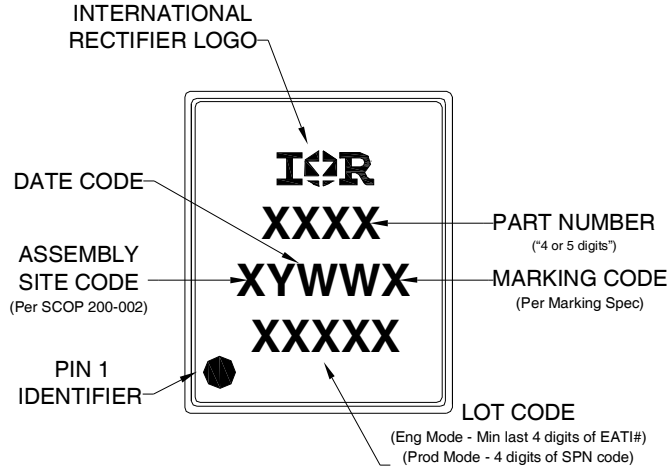 INTERNATIONAL
RECTIFIER LOGO
IOR
DATE CODE
XXXX
PART NUMBER
(“4 or 5 digits”)
ASSEMBLY
SITE CODE
(Per SCOP 200-002)
XYWWX
MARKING CODE
(Per Marking Spec)
XXXXX
PIN 1
IDENTIFIER
LOT CODE
(Eng Mode - Min last 4 digits of EATI#)
(Prod Mode - 4 digits of SPN code)